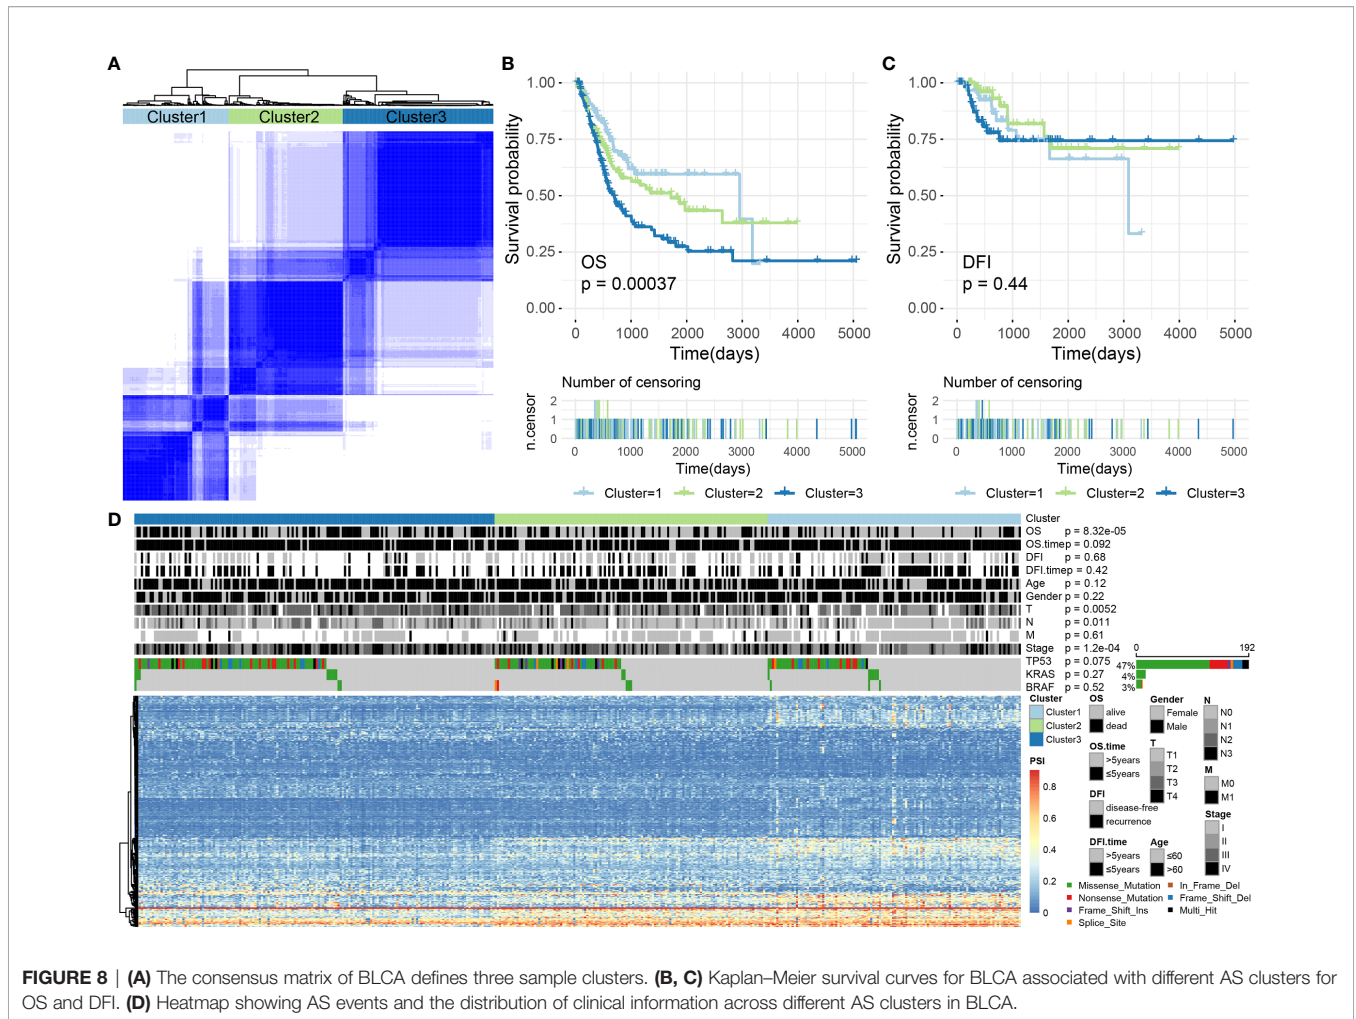 A
Cluster1 Cluster2 Cluster3
B
Survival probability
1.00
0.75
0.50
0.25
0.00
OS
p = 0.00037
0 1000 2000 3000 4000 5000
Time(days)
Number of censoring
n.censor
2
1
0
0 1000 2000 3000 4000 5000
Time(days)
Cluster=1 Cluster=2 Cluster=3
C
Survival probability
1.00
0.75
0.50
0.25
0.00
DFI
p = 0.44
0 1000 2000 3000 4000 5000
Time(days)
Number of censoring
n.censor
2
1
0
0 1000 2000 3000 4000 5000
Time(days)
Cluster=1 Cluster=2 Cluster=3
D
Cluster
OS p = 8.32e-05
OS.time p = 0.092
DFI p = 0.68
DFI.time p = 0.42
Age p = 0.12
Gender p = 0.22
T p = 0.0052
N p = 0.011
M p = 0.61
Stage p = 1.2e-04
TP53 p = 0.075
KRAS p = 0.27
BRAF p = 0.52
0 192
47%
4%
3%
Cluster
Cluster1
Cluster2
Cluster3
PSI
0.8
0.6
0.4
0.2
0
OS
alive
dead
OS.time
>5years
≤5years
DFI
disease-free
recurrence
DFI.time
>5years
≤5years
Gender
Female
Male
T
T1
T2
T3
T4
Age
≤60
>60
N
N0
N1
N2
N3
M
M0
M1
Stage
I
II
III
IV
Missense_Mutation
Nonsense_Mutation
Frame_Shift_Ins
Splice_Site
In_Frame_Del
Frame_Shift_Del
Multi_Hit
FIGURE 8 | (A) The consensus matrix of BLCA defines three sample clusters. (B, C) Kaplan–Meier survival curves for BLCA associated with different AS clusters for
OS and DFI. (D) Heatmap showing AS events and the distribution of clinical information across different AS clusters in BLCA.